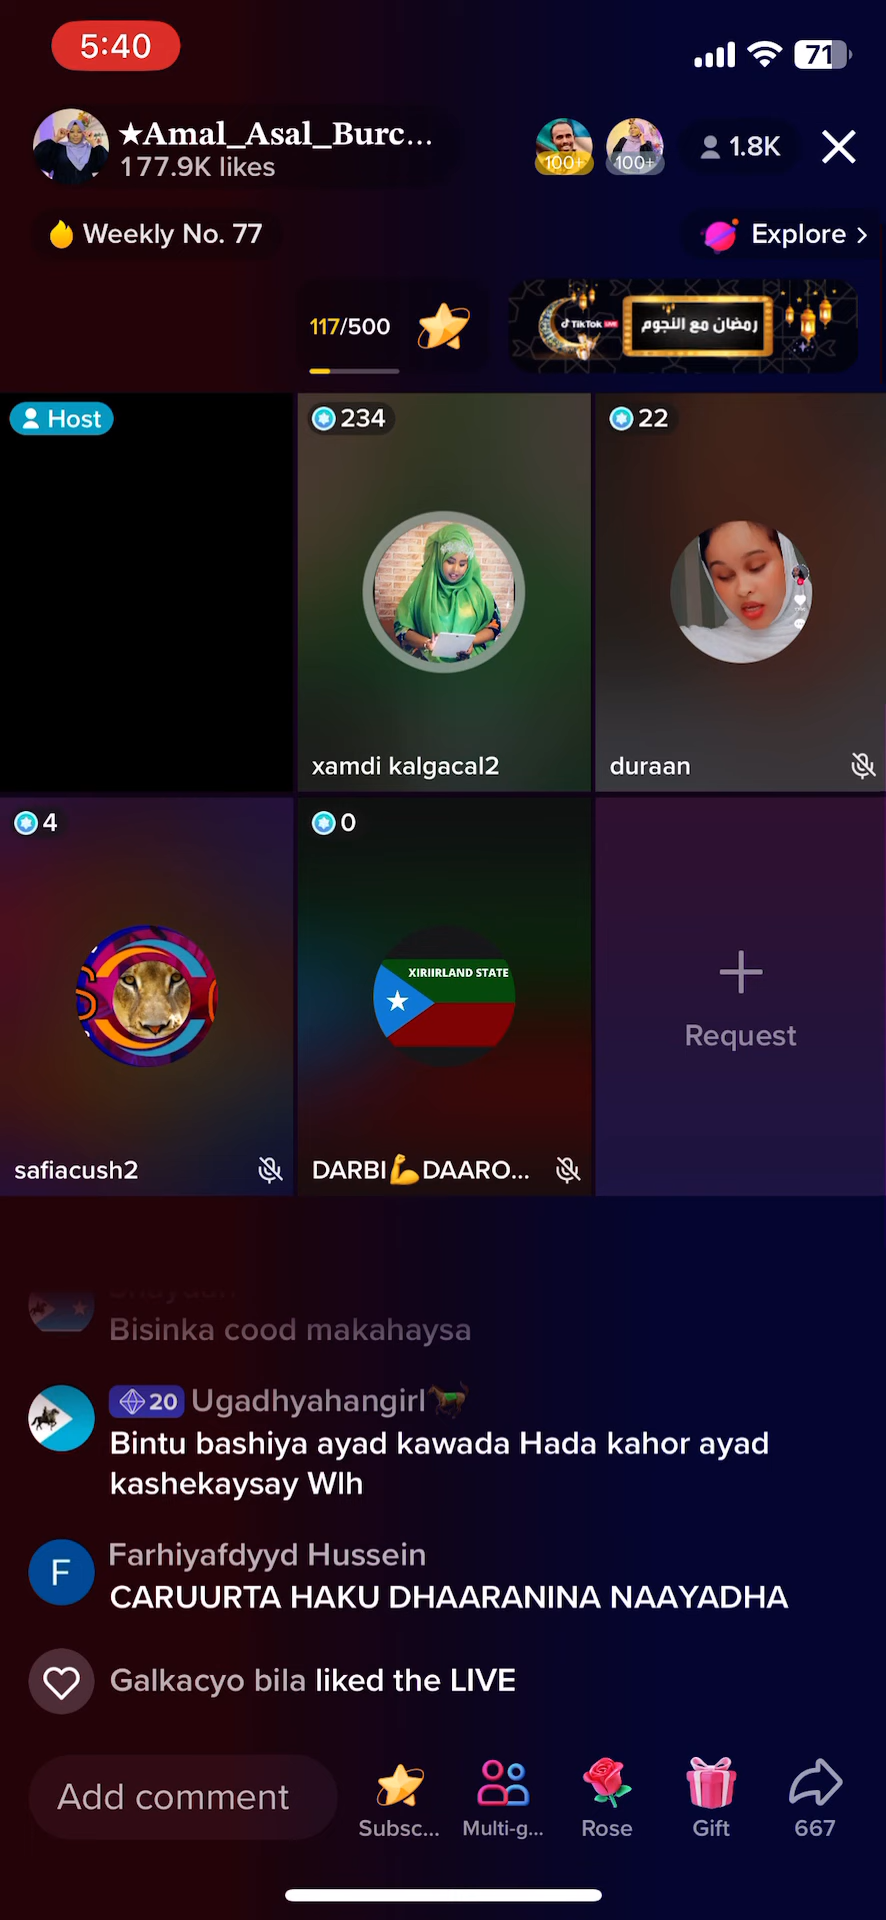 5:40
71
★Amal_Asal_Burc...
177.9K likes
100+
100+
1.8K
Weekly No. 77
Explore >
117/500
TikTok LIVE
رمضان مع النجوم
Host
234
22
xamdi kalgacal2
duraan
4
0
XIRIIRLAND STATE
Request
safiacush2
DARBI💪DAARO...
Bisinka cood makahaysa
20 Ugadhyahangirl🐎
Bintu bashiya ayad kawada Hada kahor ayad
kashekaysay Wlh
F
Farhiyafdyyd Hussein
CARUURTA HAKU DHAARANINA NAAYADHA
Galkacyo bila liked the LIVE
Add comment
Subsc...
Multi-g...
Rose
Gift
667